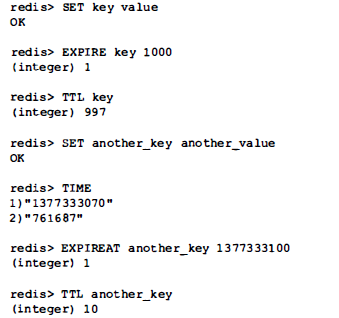 redis> SET key value
OK
redis> EXPIRE key 1000
(integer) 1
redis> TTL key
(integer) 997
redis> SET another_key another_value
OK
redis> TIME
1)"1377333070"
2)"761687"
redis> EXPIREAT another_key 1377333100
(integer) 1
redis> TTL another_key
(integer) 10